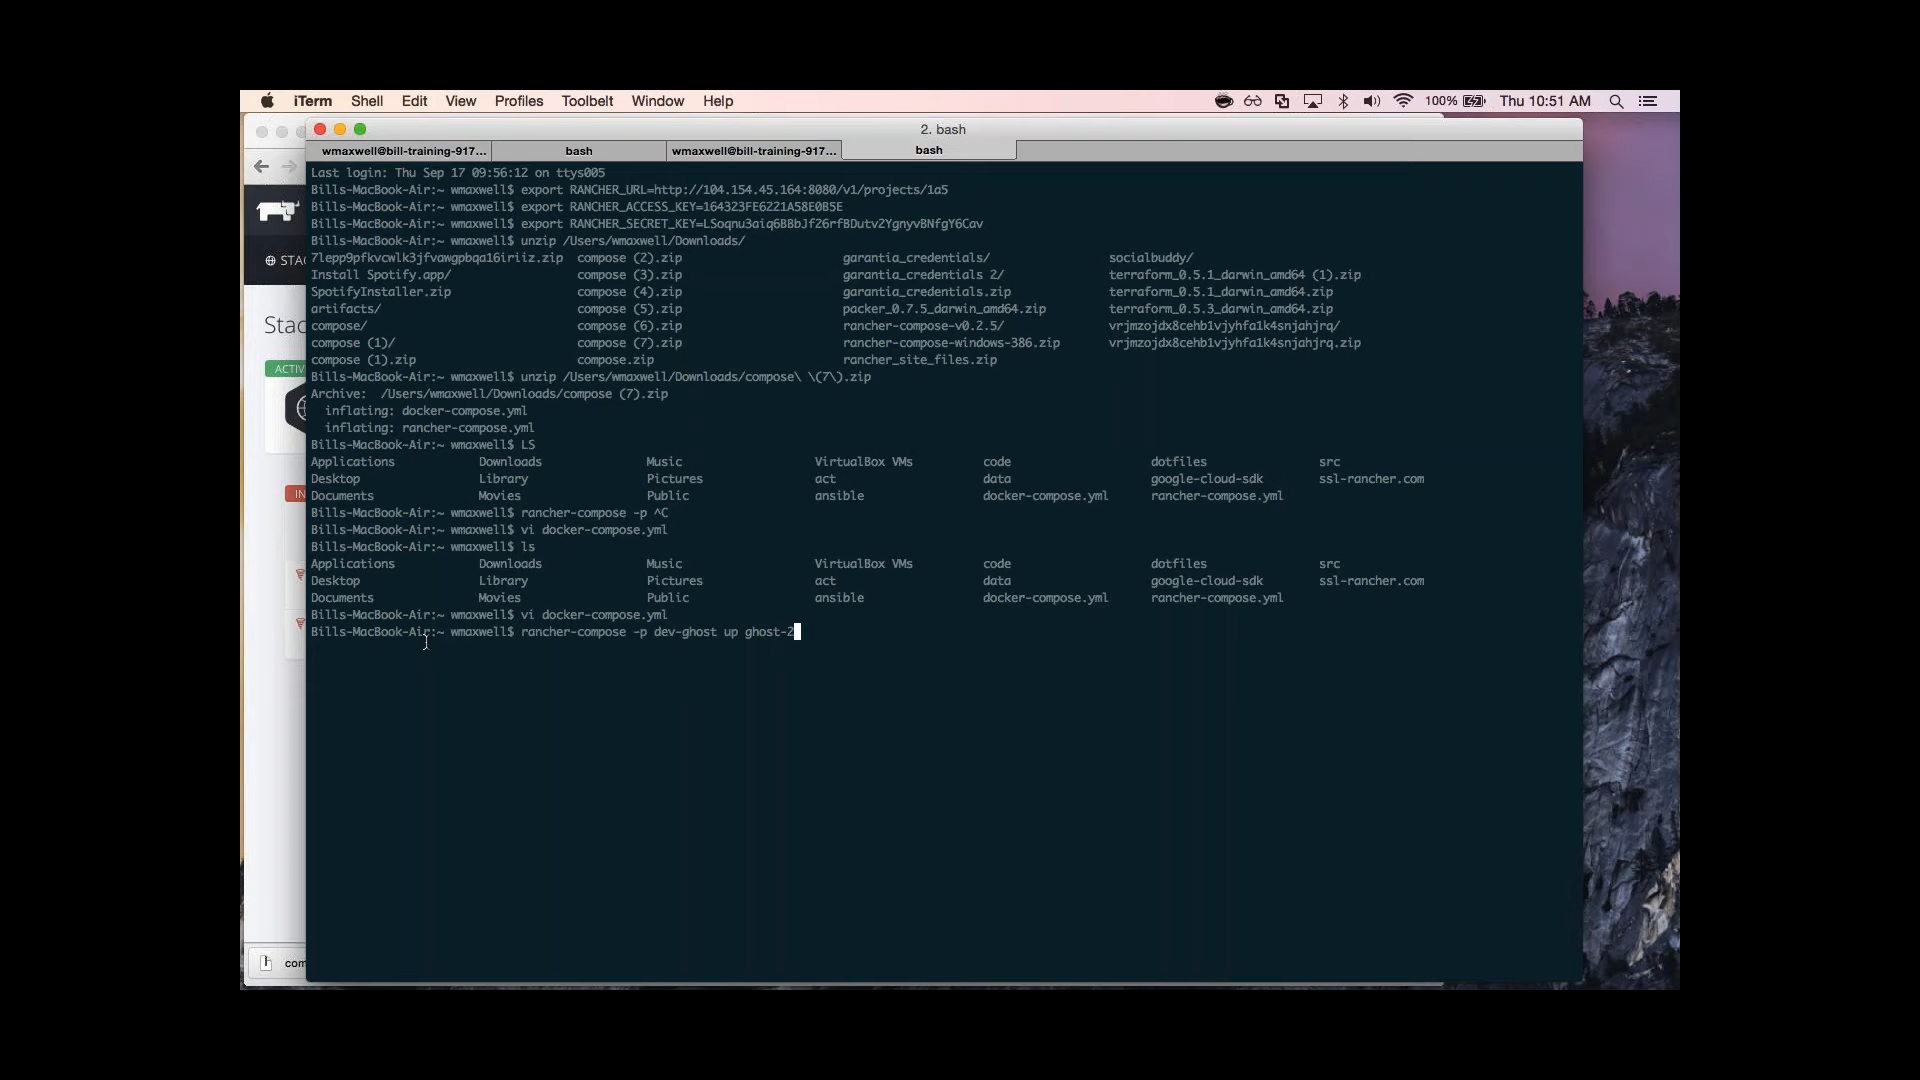 iTerm Shell Edit View Profiles Toolbelt Window Help 100% Thu 10:51 AM
2. bash
wmaxwell@bill-training-917... bash wmaxwell@bill-training-917... bash
Last login: Thu Sep 17 09:56:12 on ttys005
Bills-MacBook-Air:~ wmaxwell$ export RANCHER_URL=http://104.154.45.164:8080/v1/projects/1a5
Bills-MacBook-Air:~ wmaxwell$ export RANCHER_ACCESS_KEY=164323FE6221A58E0B5E
Bills-MacBook-Air:~ wmaxwell$ export RANCHER_SECRET_KEY=LSoqnu3aiq6BBbJf26rfBDutv2YgnyvBNfgY6Cav
Bills-MacBook-Air:~ wmaxwell$ unzip /Users/wmaxwell/Downloads/
7lepp9pfkvcwlk3jfvawgpbqa16iriiz.zip compose (2).zip garantia_credentials/ socialbuddy/
Install Spotify.app/ compose (3).zip garantia_credentials 2/ terraform_0.5.1_darwin_amd64 (1).zip
SpotifyInstaller.zip compose (4).zip garantia_credentials.zip terraform_0.5.1_darwin_amd64.zip
artifacts/ compose (5).zip packer_0.7.5_darwin_amd64.zip terraform_0.5.3_darwin_amd64.zip
compose/ compose (6).zip rancher-compose-v0.2.5/ vrjmzojdx8cehb1vjyhfa1k4snjahjrq/
compose (1)/ compose (7).zip rancher-compose-windows-386.zip vrjmzojdx8cehb1vjyhfa1k4snjahjrq.zip
compose (1).zip compose.zip rancher_site_files.zip
Bills-MacBook-Air:~ wmaxwell$ unzip /Users/wmaxwell/Downloads/compose\ \(7\).zip
Archive: /Users/wmaxwell/Downloads/compose (7).zip
inflating: docker-compose.yml
inflating: rancher-compose.yml
Bills-MacBook-Air:~ wmaxwell$ LS
Applications Downloads Music VirtualBox VMs code dotfiles src
Desktop Library Pictures act data google-cloud-sdk ssl-rancher.com
Documents Movies Public ansible docker-compose.yml rancher-compose.yml
Bills-MacBook-Air:~ wmaxwell$ rancher-compose -p ^C
Bills-MacBook-Air:~ wmaxwell$ vi docker-compose.yml
Bills-MacBook-Air:~ wmaxwell$ ls
Applications Downloads Music VirtualBox VMs code dotfiles src
Desktop Library Pictures act data google-cloud-sdk ssl-rancher.com
Documents Movies Public ansible docker-compose.yml rancher-compose.yml
Bills-MacBook-Air:~ wmaxwell$ vi docker-compose.yml
Bills-MacBook-Air:~ wmaxwell$ rancher-compose -p dev-ghost up ghost-2
STAC
Stac
ACTIV
IN
com